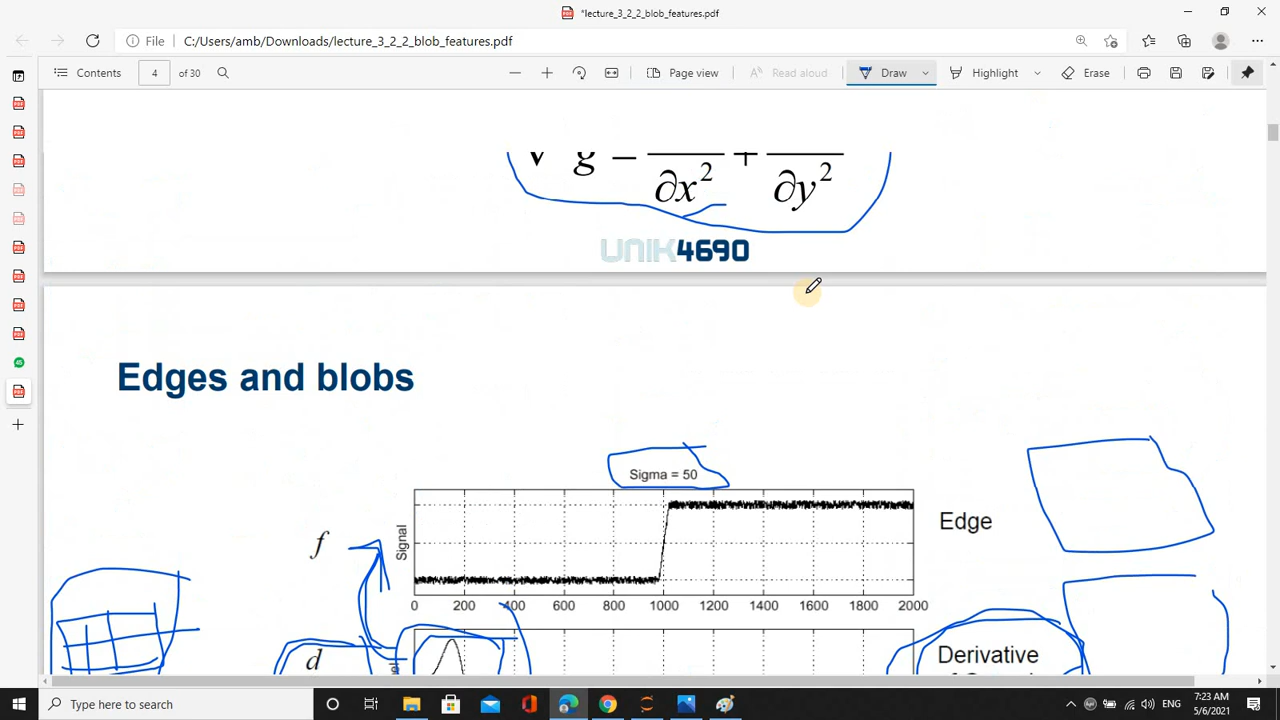 *lecture_3_2_2_blob_features.pdf
File C:/Users/amb/Downloads/lecture_3_2_2_blob_features.pdf
Contents 4 of 30 Page view Read aloud Draw Highlight Erase
∇ g = ∂x² + ∂y²
UNIK4690
Edges and blobs
Sigma = 50
f
Signal
Edge
0 200 400 600 800 1000 1200 1400 1600 1800 2000
d
Derivative
45
Type here to search
ENG
7:23 AM
5/6/2021